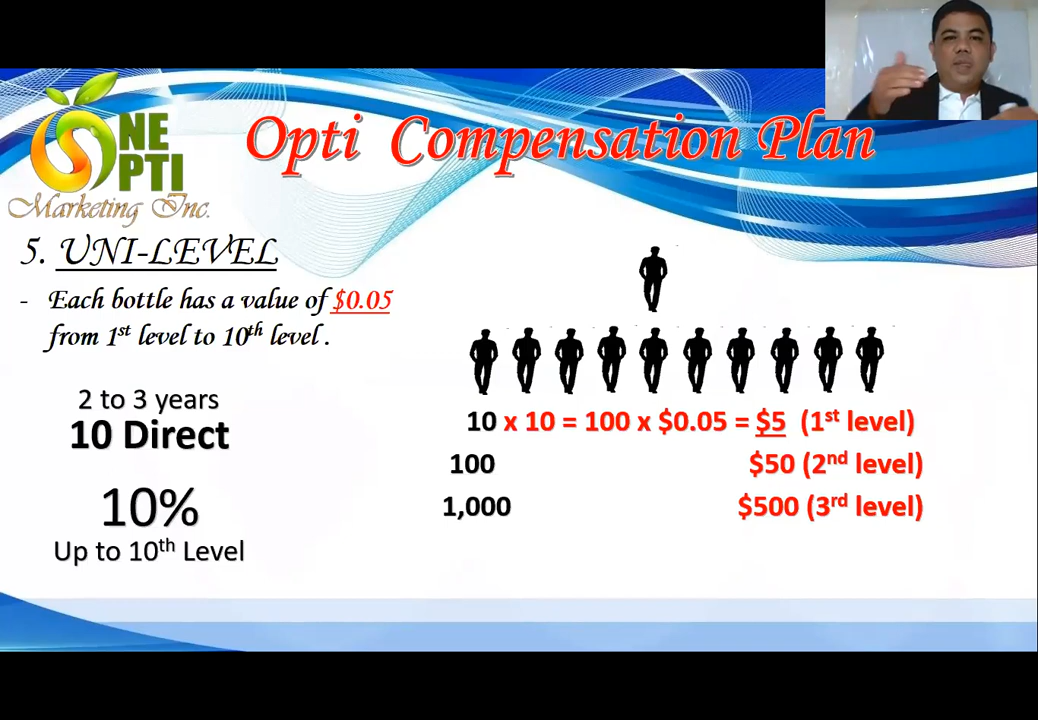 Opti Compensation Plan
ONE
OPTI
Marketing Inc.
5. UNI-LEVEL
- Each bottle has a value of $0.05
from 1st level to 10th level .
2 to 3 years
10 Direct
10%
Up to 10th Level
10 x 10 = 100 x $0.05 = $5 (1st level)
100 $50 (2nd level)
1,000 $500 (3rd level)